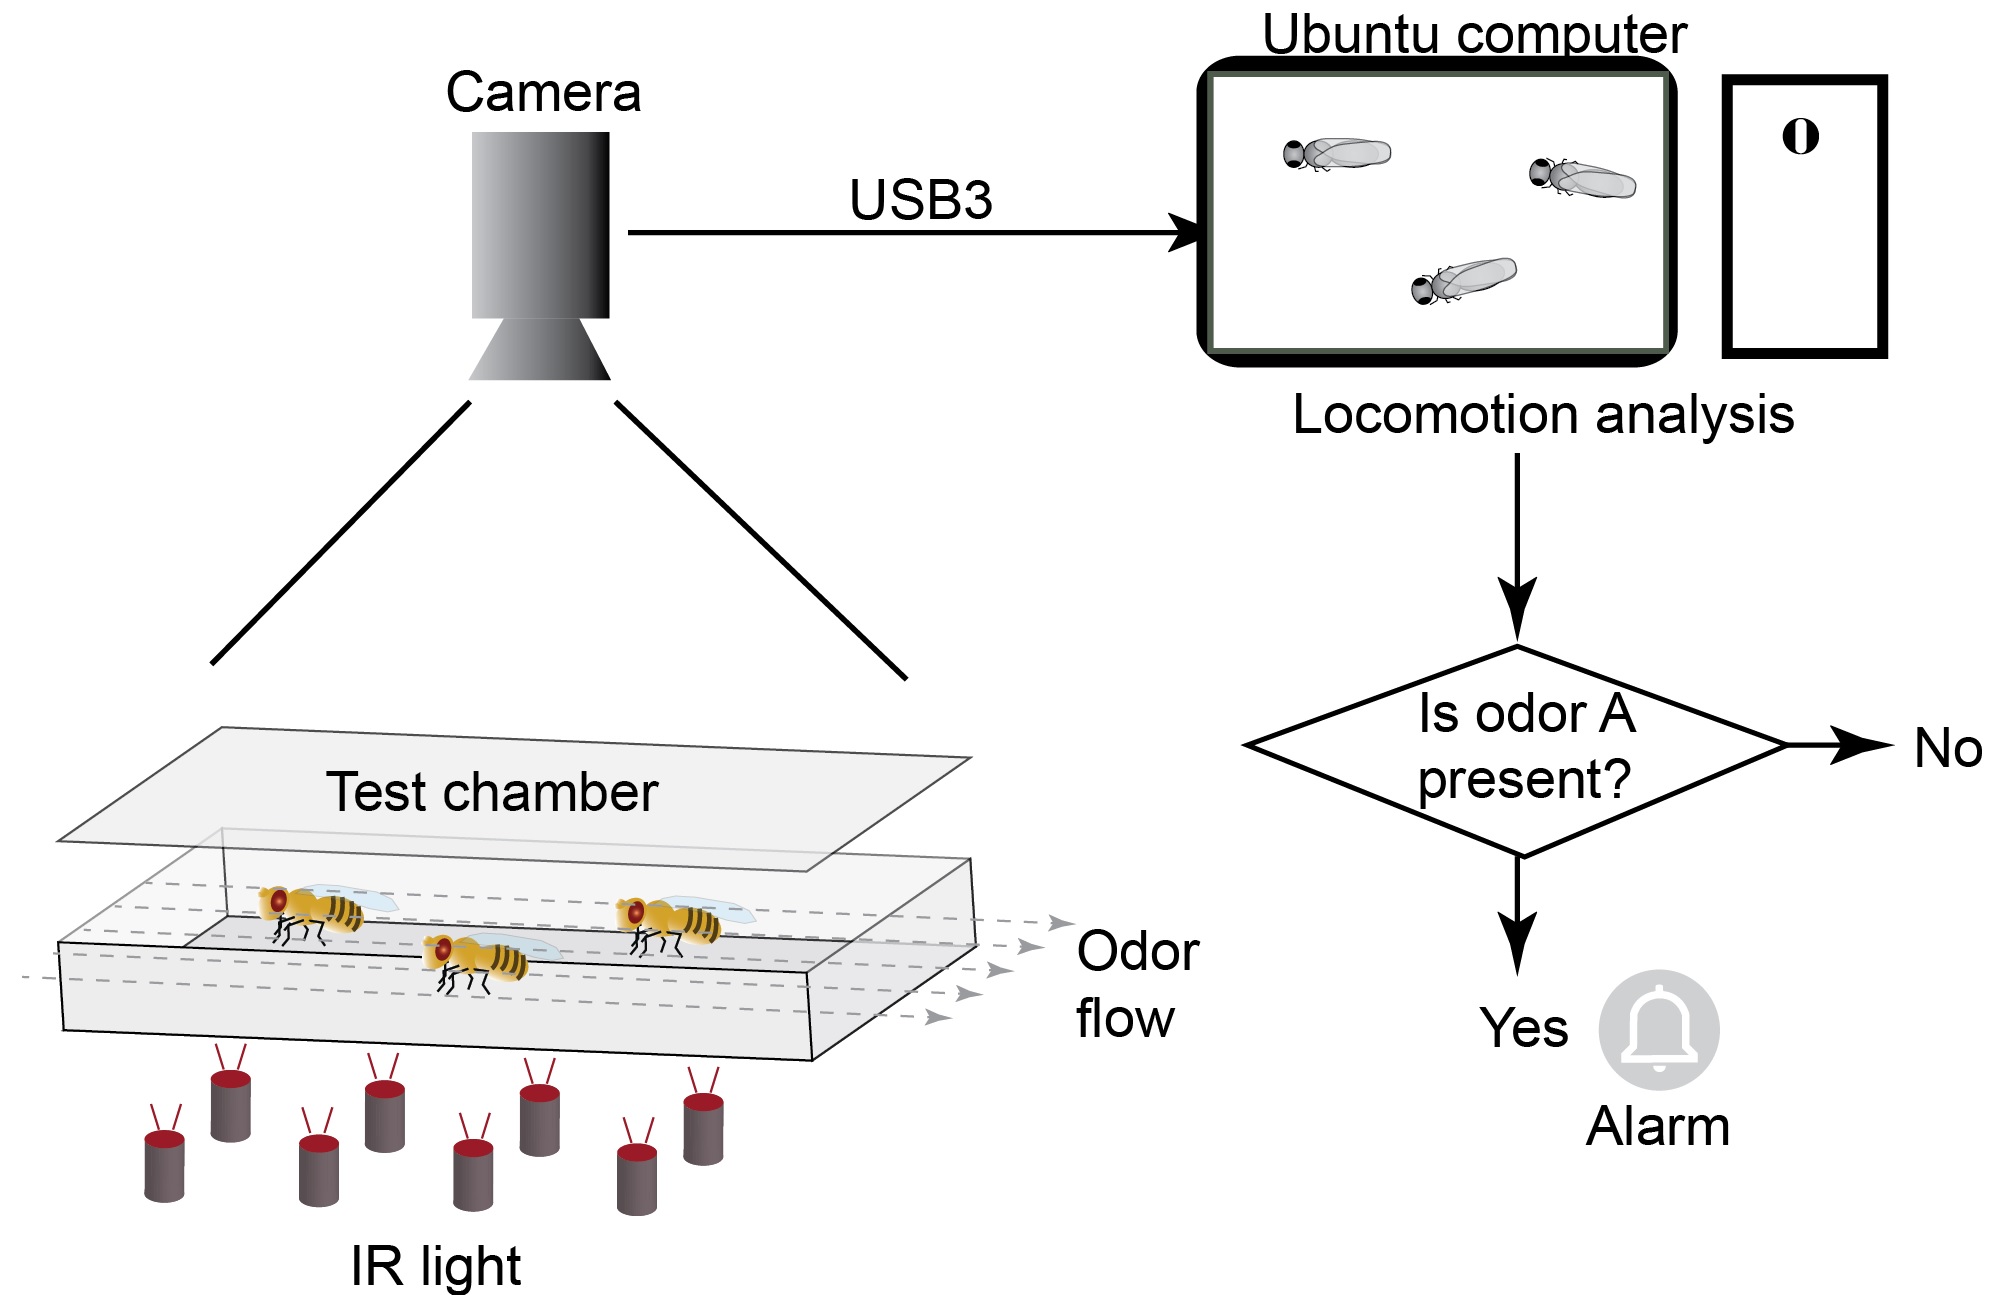 Ubuntu computer
Camera
USB3
Locomotion analysis
Is odor A
present?
No
Test chamber
Odor
flow
Yes
Alarm
IR light